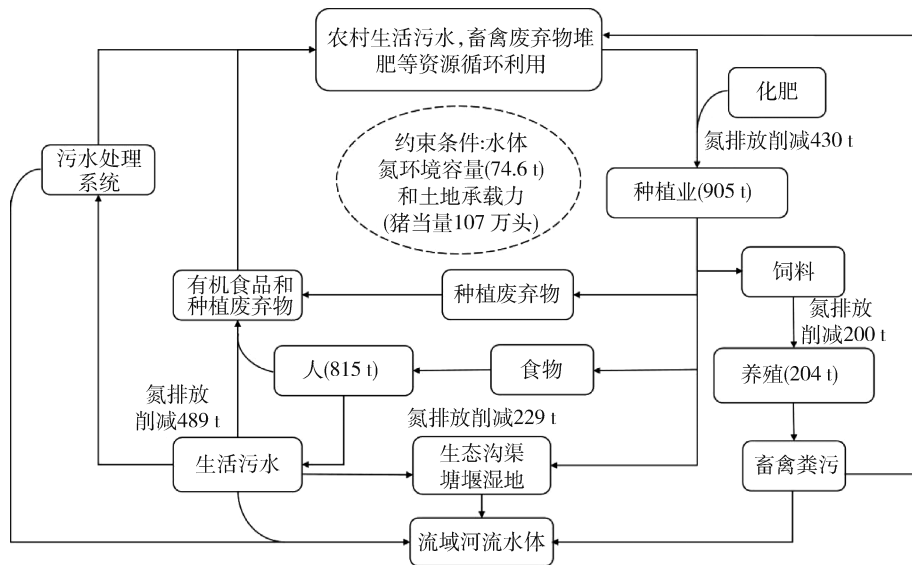 农村生活污水,畜禽废弃物堆
肥等资源循环利用
化肥
氮排放削减430 t
约束条件:水体
氮环境容量(74.6 t)
和土地承载力
(猪当量107 万头)
污水处理
系统
种植业(905 t)
饲料
有机食品和
种植废弃物
种植废弃物
氮排放
削减200 t
人(815 t)
食物
养殖(204 t)
氮排放
削减489 t
氮排放削减229 t
生活污水
生态沟渠
塘堰湿地
畜禽粪污
流域河流水体